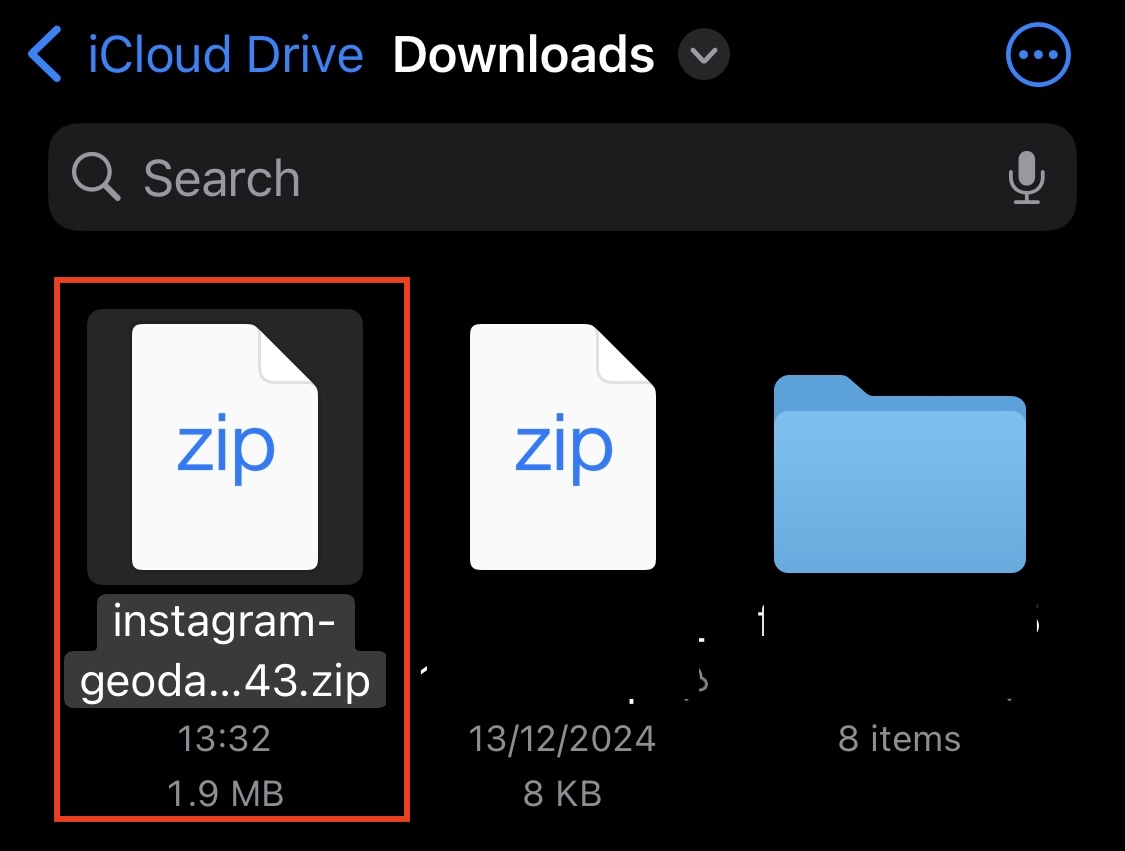 iCloud Drive Downloads
Search
zip
zip
instagram-
geoda...43.zip
13:32
13/12/2024
8 items
1.9 MB
8 KB